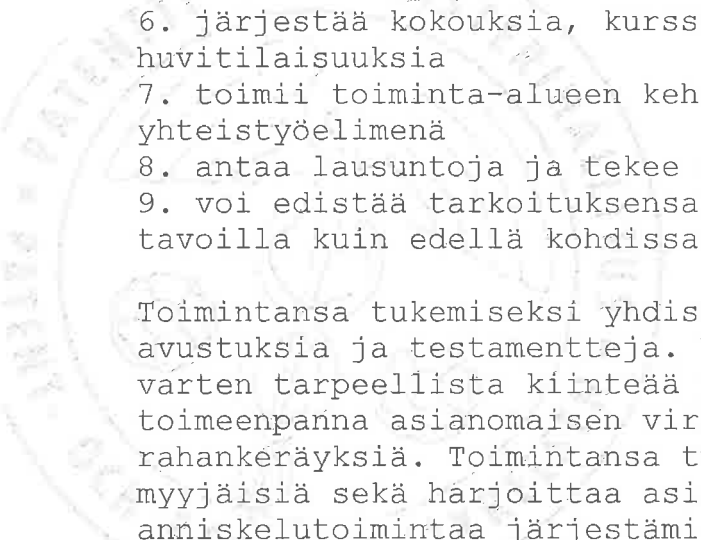 6. järjestää kokouksia, kurss
huvitilaisuuksia
7. toimii toiminta-alueen keh
yhteistyöelimenä
8. antaa lausuntoja ja tekee
9. voi edistää tarkoituksensa
tavoilla kuin edellä kohdissa
Toimintansa tukemiseksi yhdis
avustuksia ja testamentteja.
varten tarpeellista kiinteää
toimeenpanna asianomaisen vir
rahankeräyksiä. Toimintansa t
myyjäisiä sekä harjoittaa asi
anniskelutoimintaa järjestämi